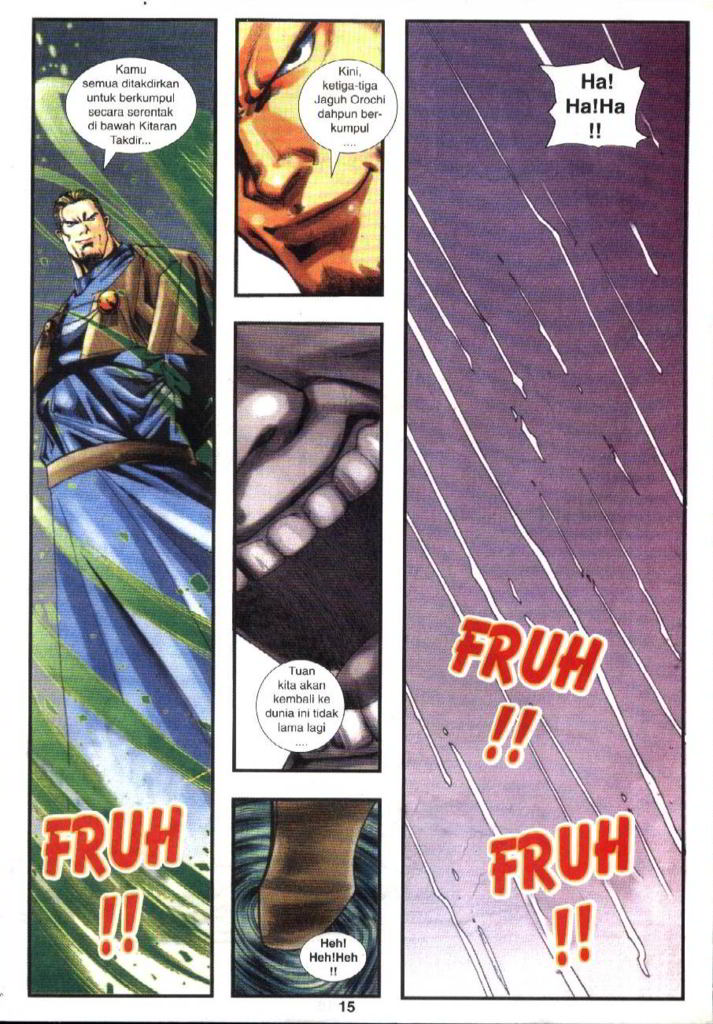 Kamu
semua ditakdirkan
untuk berkumpul
secara serentak
di bawah Kitaran
Takdir...
FRUH
!!
Kini,
ketiga-tiga
Jaguh Orochi
dahpun ber-
kumpul
....
Tuan
kita akan
kembali ke
dunia ini tidak
lama lagi
....
Heh!
Heh!Heh
!!
Ha!
Ha!Ha
!!
FRUH
!!
FRUH
!!
15